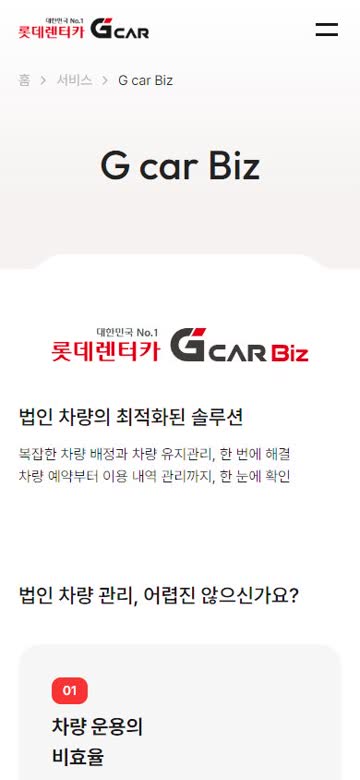 대한민국 No.1
롯데렌터카 G CAR
홈 > 서비스 > G car Biz
G car Biz
대한민국 No.1
롯데렌터카 G CAR Biz
법인 차량의 최적화된 솔루션
복잡한 차량 배정과 차량 유지관리, 한 번에 해결
차량 예약부터 이용 내역 관리까지, 한 눈에 확인
법인 차량 관리, 어렵진 않으신가요?
01
차량 운용의
비효율